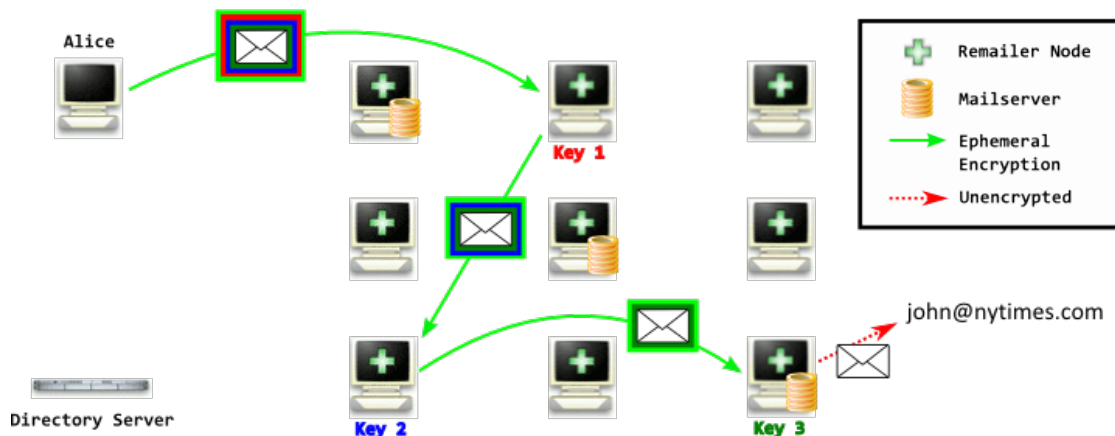 Alice
Remailer Node
Mailserver
Ephemeral
Encryption
Unencrypted
Key 1
john@nytimes.com
Directory Server
Key 2
Key 3